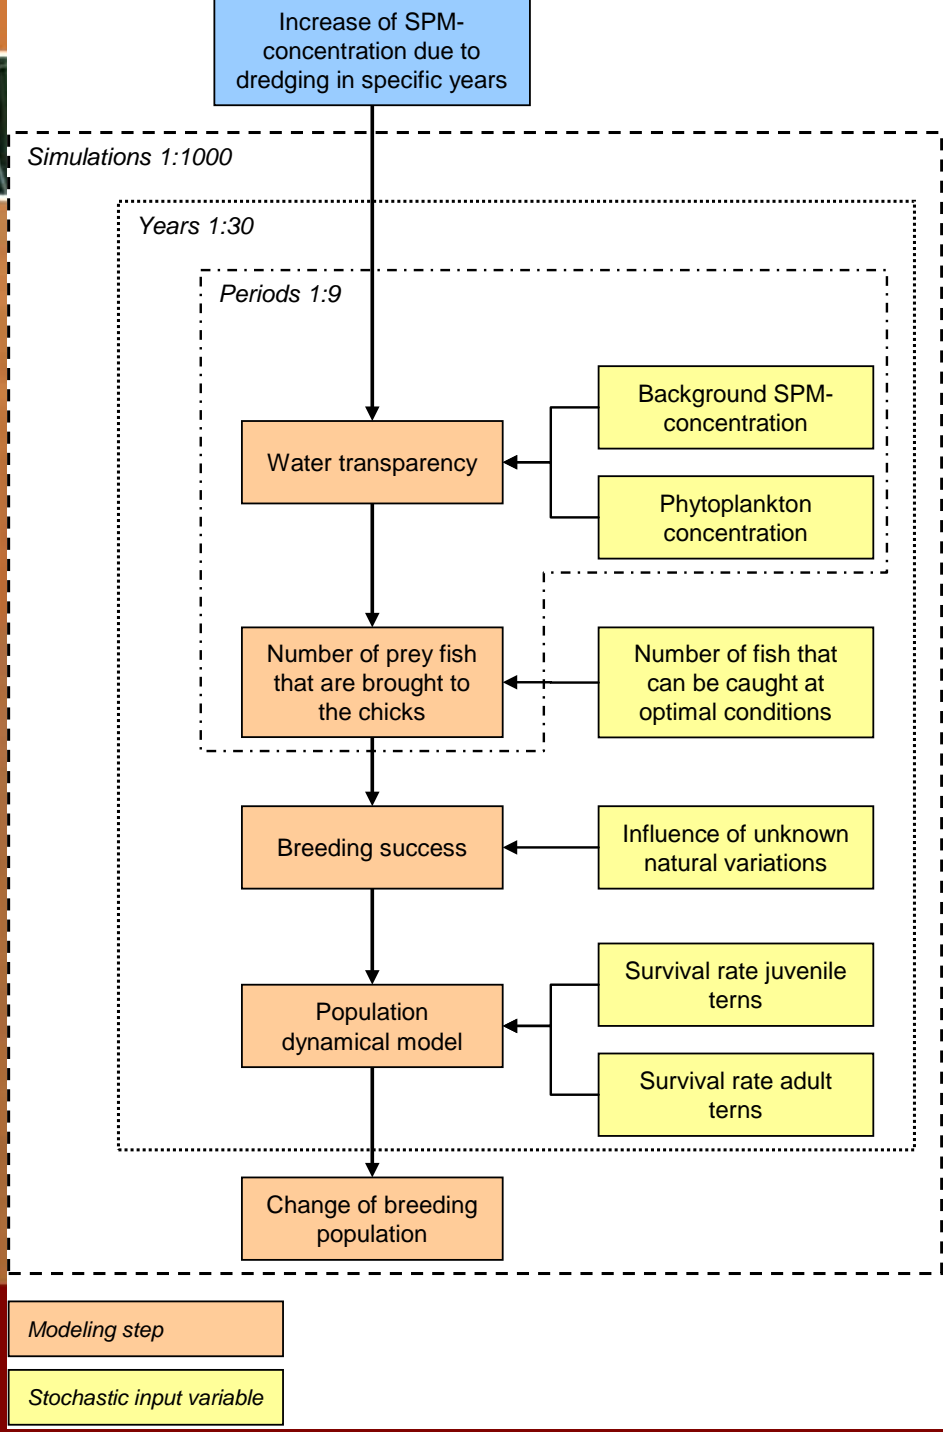 Increase of SPM-
concentration due to
dredging in specific years
Simulations 1:1000
Years 1:30
Periods 1:9
Background SPM-
concentration
Water transparency
Phytoplankton
concentration
Number of prey fish
that are brought to
the chicks
Number of fish that
can be caught at
optimal conditions
Breeding success
Influence of unknown
natural variations
Survival rate juvenile
terns
Population
dynamical model
Survival rate adult
terns
Change of breeding
population
Modeling step
Stochastic input variable